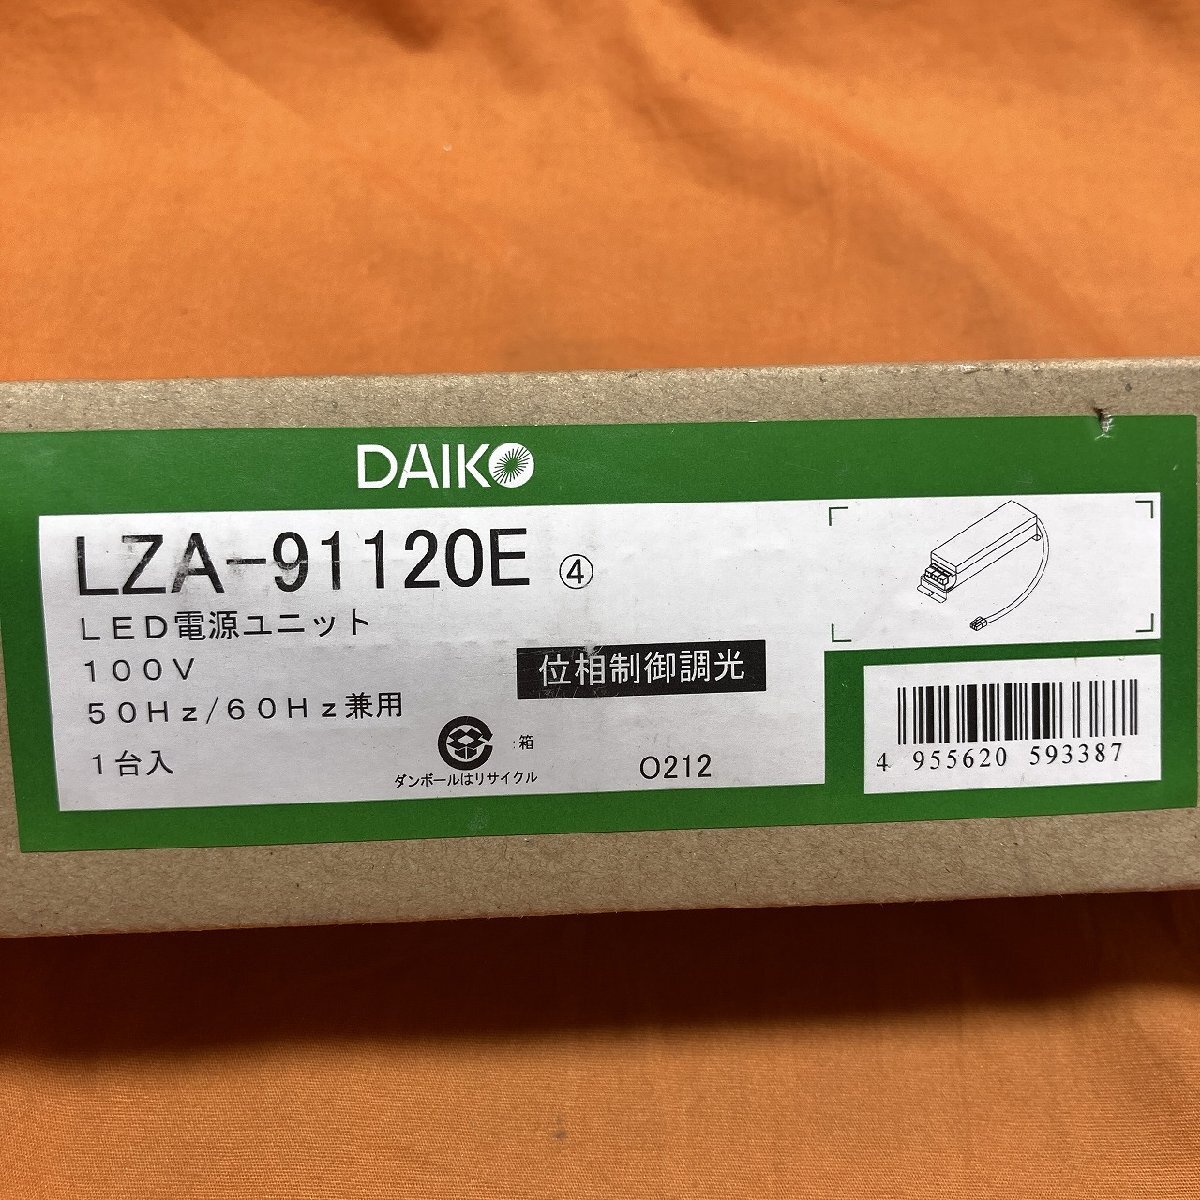 DAIKO
LZA-91120E ④
LED電源ユニット
100V
位相制御調光
50Hz/60Hz兼用
1台入
:箱
ダンボールはリサイクル
O212
4 955620 593387